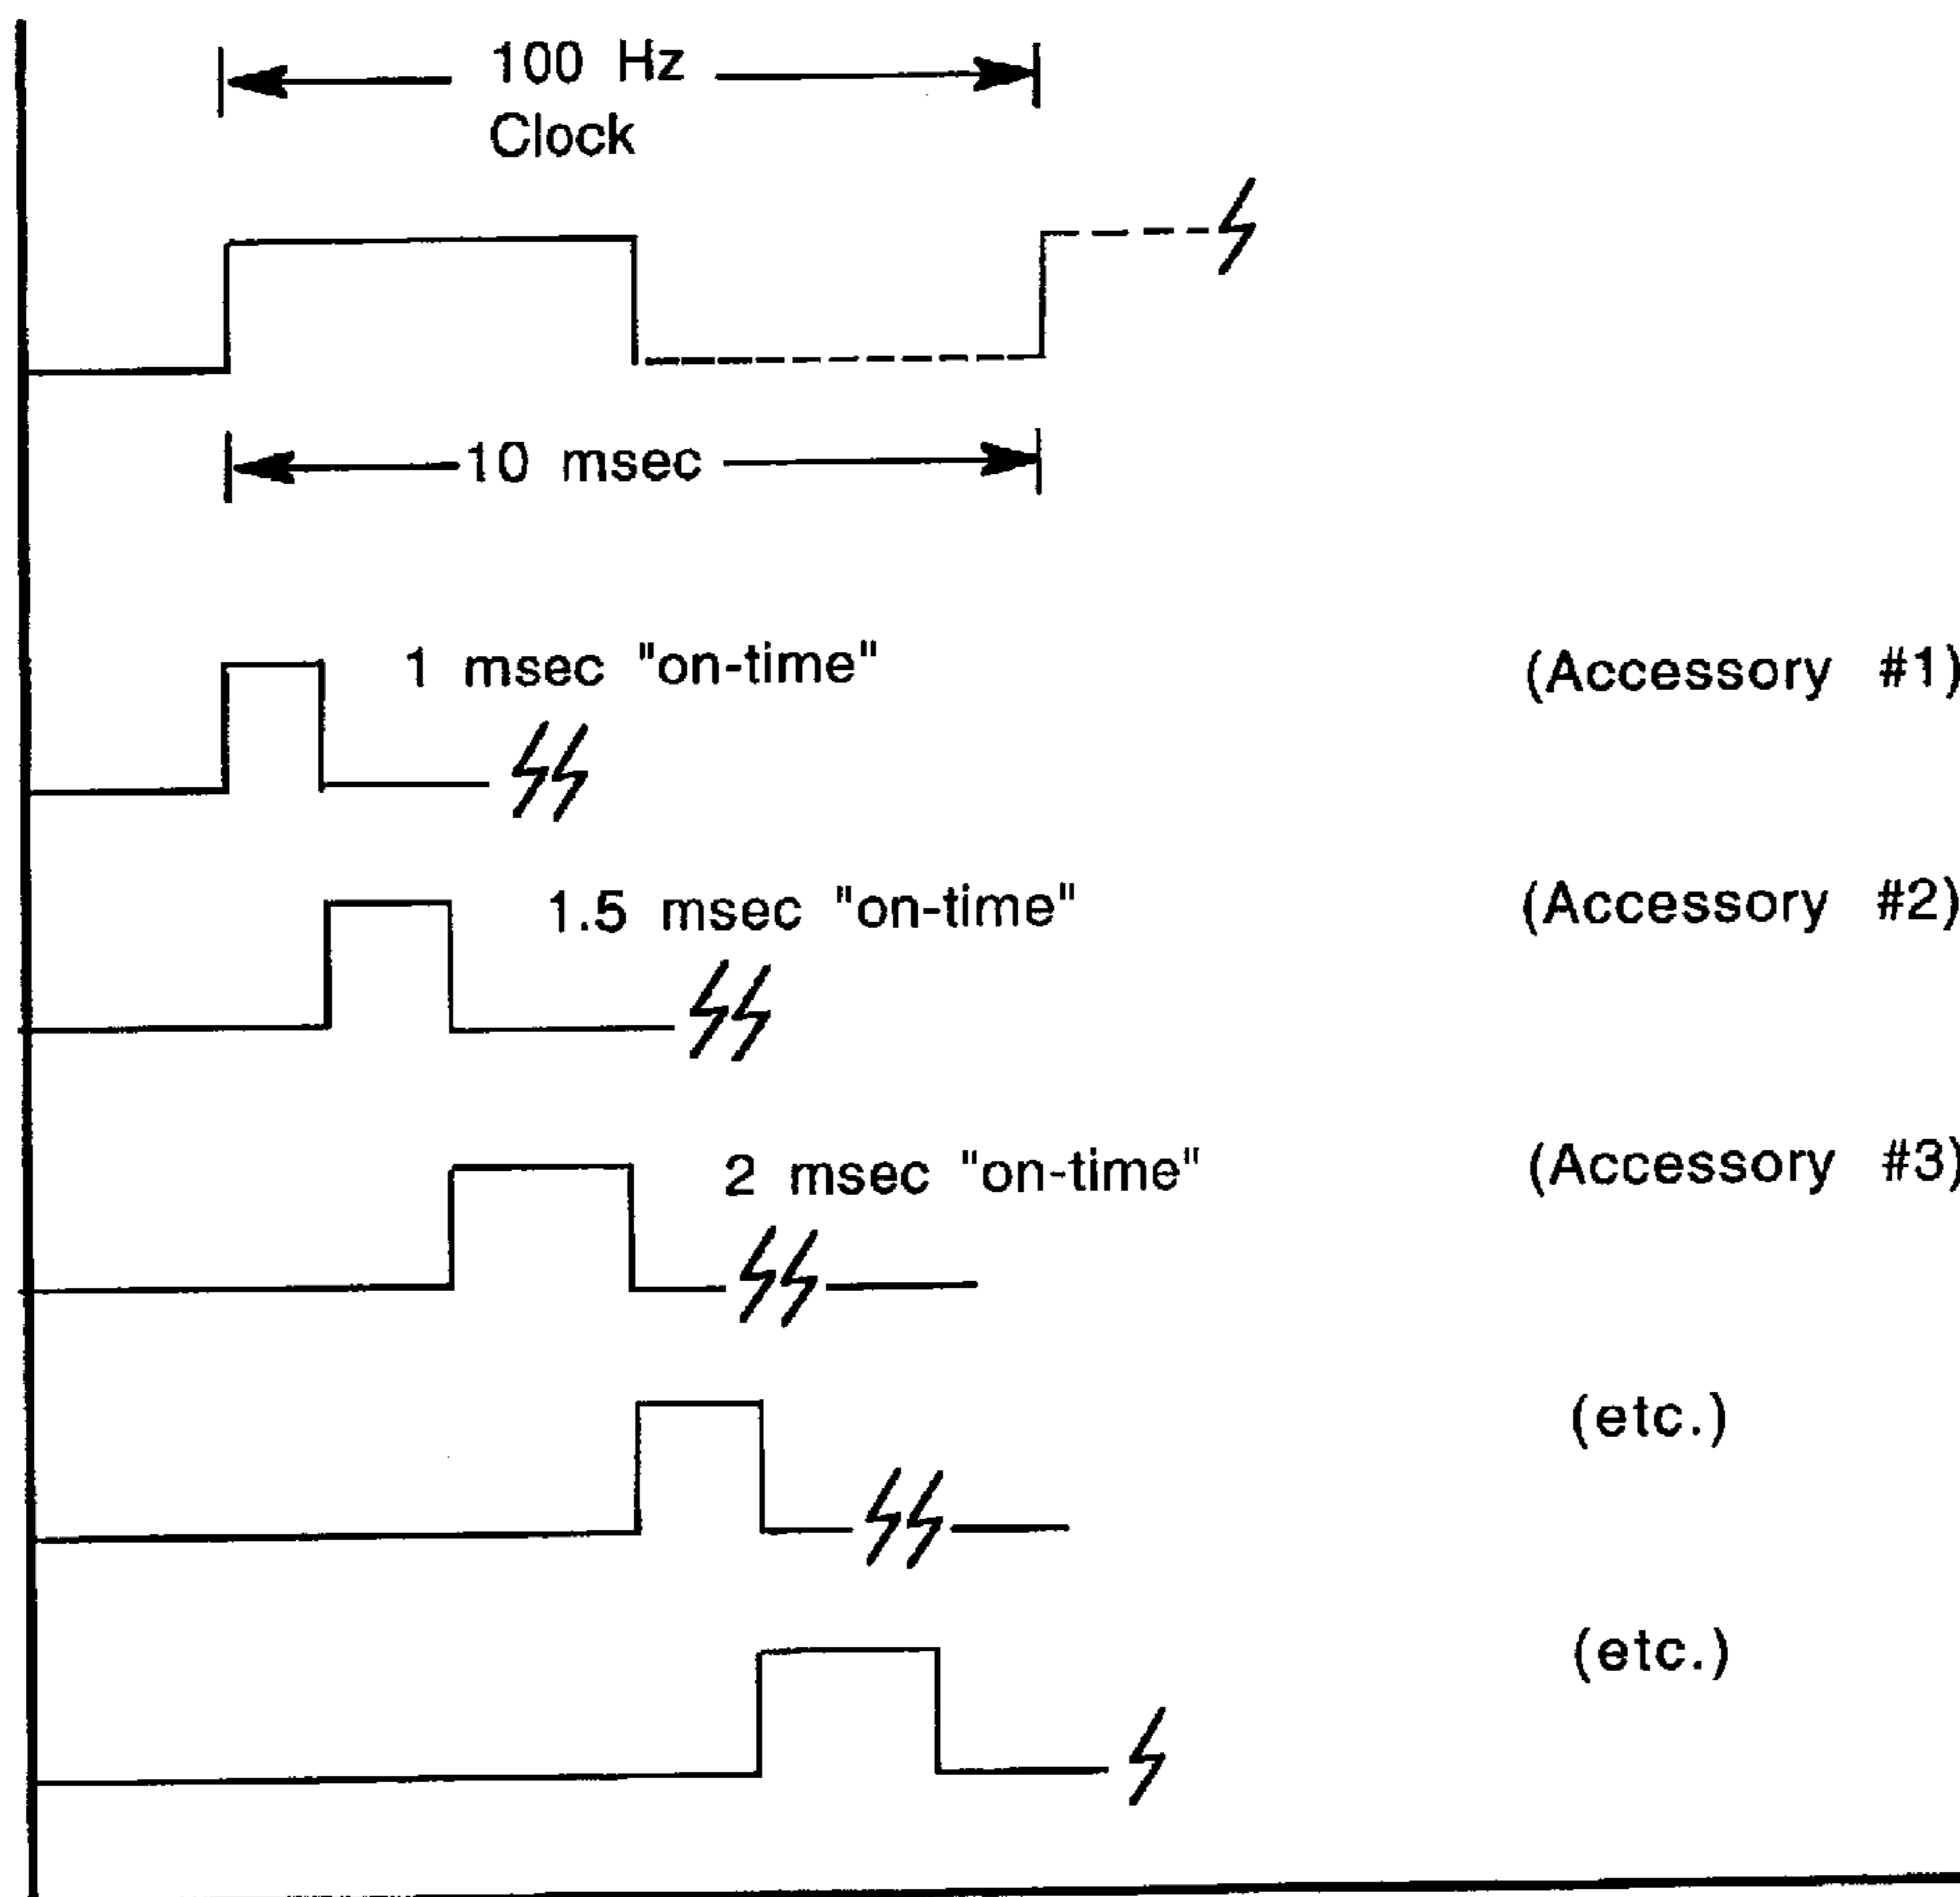 100 Hz
Clock
10 msec
1 msec "on-time" (Accessory #1)
1.5 msec "on-time" (Accessory #2)
2 msec "on-time" (Accessory #3)
(etc.)
(etc.)